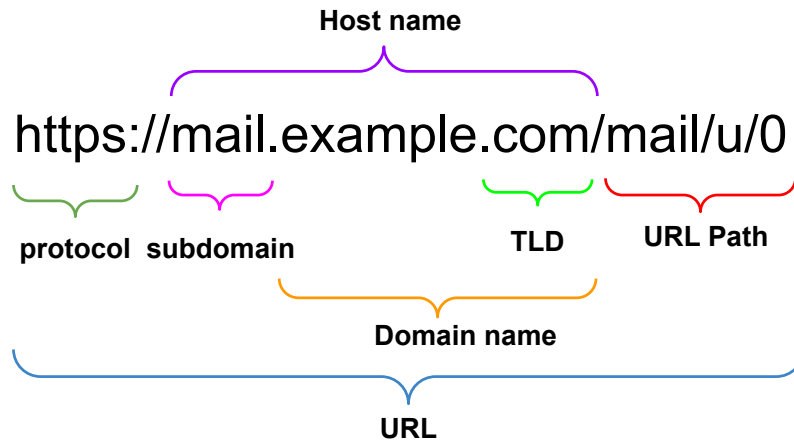 Host name
https://mail.example.com/mail/u/0
protocol subdomain TLD URL Path
Domain name
URL